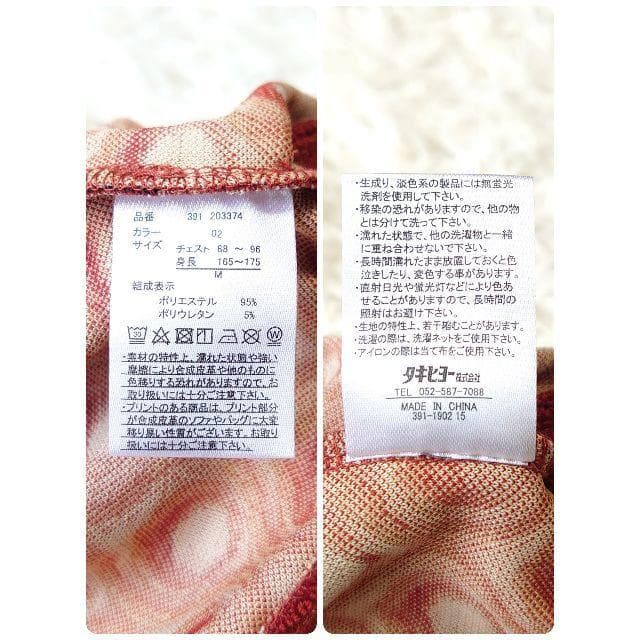 品番 391 203374
カラー 02
サイズ チェスト 68 ～ 96
身長 165～175
M
組成表示
ポリエステル 95%
ポリウレタン 5%
30 W
・素材の特性上、濡れた状態や強い
摩擦により合成皮革や他のものに
色移りする恐れがありますので、お
取り扱いには十分ご注意下さい。
・プリントのある商品は、プリント部分
が合成皮革のソファやバッグに大変
移り易い性質がございます。お取り
扱いには十分ご注意下さい。
・生成り、淡色系の製品には無蛍光
洗剤を使用して下さい。
・移染の恐れがありますので、他の物
とは分けて洗って下さい。
・濡れた状態で、他の洗濯物と一緒
に重ね合わせないで下さい。
・長時間濡れたまま放置しておくと色
泣きしたり、変色する事があります。
・直射日光や蛍光灯などにより色あ
せることがありますので、長時間の
照射はお避け下さい。
・生地の特性上、若干縮むことがあります。
・洗濯の際は、洗濯ネットをご使用下さい。
・アイロンの際は当て布をご使用下さい。
タキヒヨー株式会社
TEL 052-587-7088
MADE IN CHINA
391-1902 15